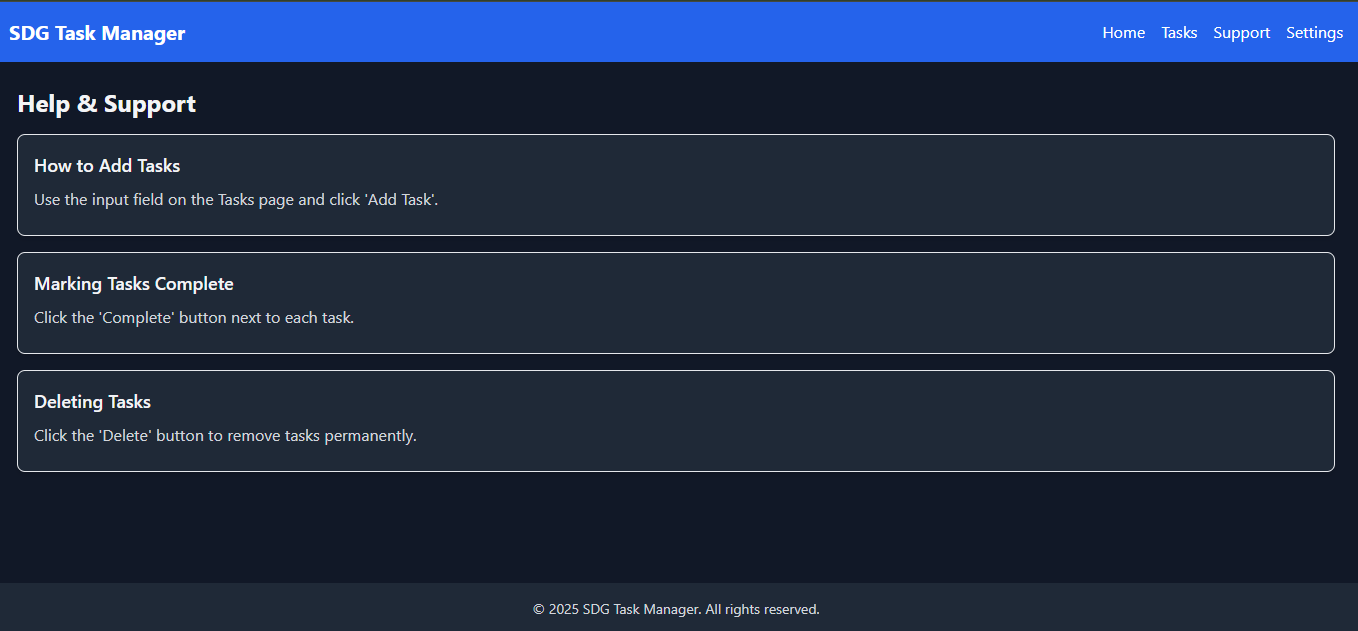 SDG Task Manager
Home Tasks Support Settings
Help & Support
How to Add Tasks
Use the input field on the Tasks page and click 'Add Task'.
Marking Tasks Complete
Click the 'Complete' button next to each task.
Deleting Tasks
Click the 'Delete' button to remove tasks permanently.
© 2025 SDG Task Manager. All rights reserved.